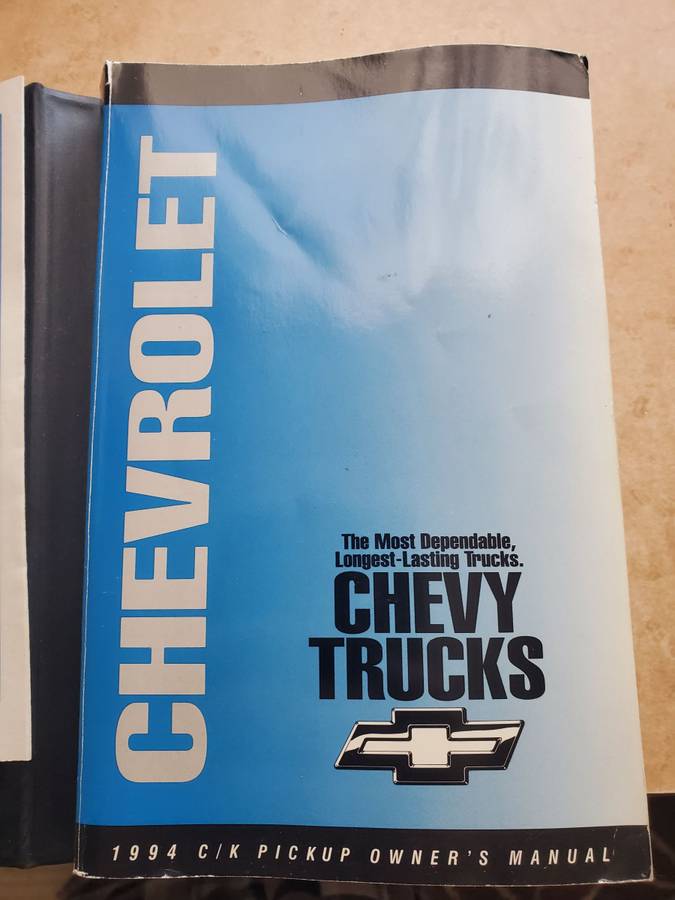 CHEVROLET
The Most Dependable,
Longest-Lasting Trucks.
CHEVY
TRUCKS
1994 C/K PICKUP OWNER'S MANUAL